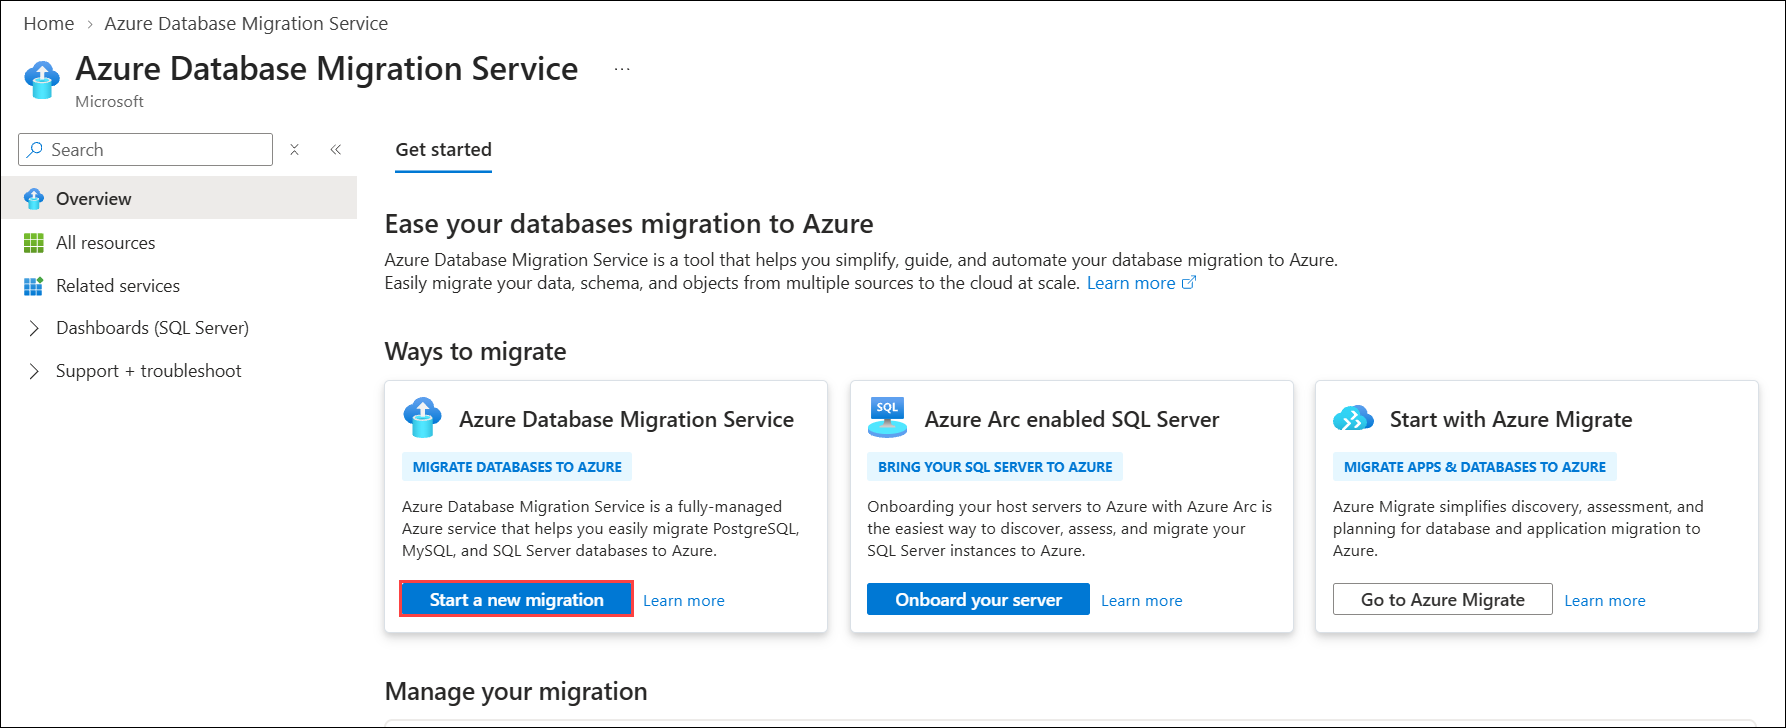 Home > Azure Database Migration Service
Azure Database Migration Service ...
Microsoft
Search
Get started
Overview
All resources
Related services
Dashboards (SQL Server)
Support + troubleshoot
Ease your databases migration to Azure
Azure Database Migration Service is a tool that helps you simplify, guide, and automate your database migration to Azure.
Easily migrate your data, schema, and objects from multiple sources to the cloud at scale. Learn more
Ways to migrate
Azure Database Migration Service
MIGRATE DATABASES TO AZURE
Azure Database Migration Service is a fully-managed
Azure service that helps you easily migrate PostgreSQL,
MySQL, and SQL Server databases to Azure.
Start a new migration Learn more
SQL
Azure Arc enabled SQL Server
BRING YOUR SQL SERVER TO AZURE
Onboarding your host servers to Azure with Azure Arc is
the easiest way to discover, assess, and migrate your
SQL Server instances to Azure.
Onboard your server Learn more
Start with Azure Migrate
MIGRATE APPS & DATABASES TO AZURE
Azure Migrate simplifies discovery, assessment, and
planning for database and application migration to
Azure.
Go to Azure Migrate Learn more
Manage your migration